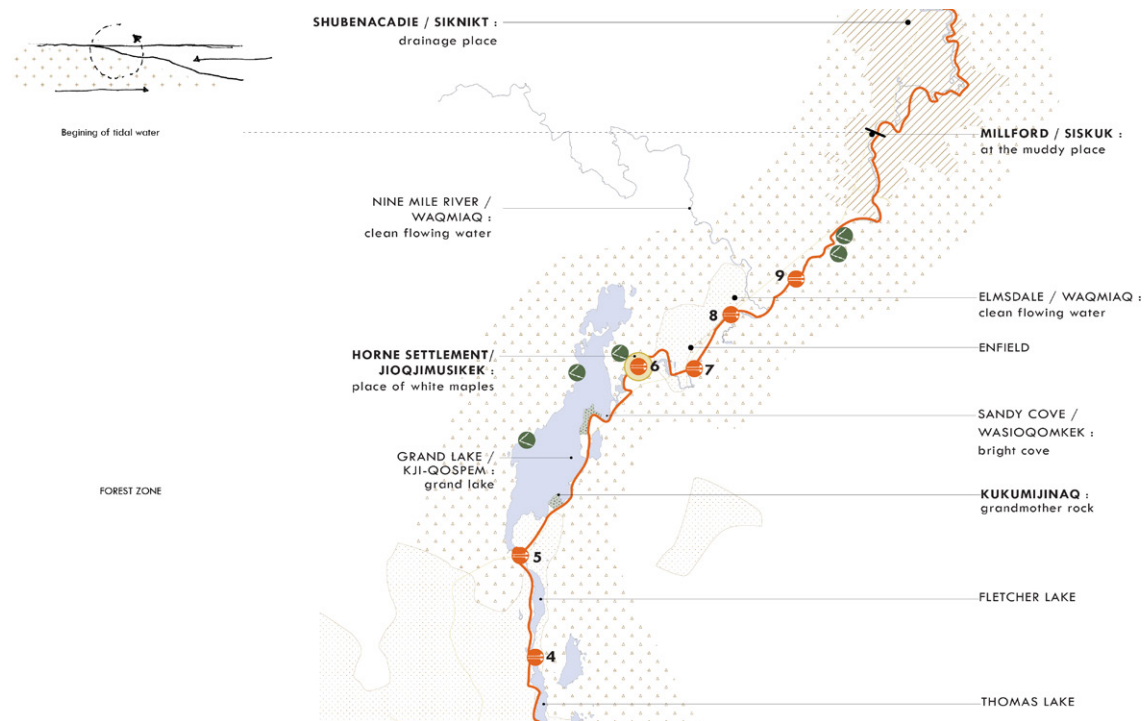 SHUBENACADIE / SIKNIKT :
drainage place
Begining of tidal water
MILLFORD / SISKUK :
at the muddy place
NINE MILE RIVER /
WAQMIAQ :
clean flowing water
9
ELMSDALE / WAQMIAQ :
clean flowing water
8
ENFIELD
HORNE SETTLEMENT/
JIOQJIMUSIKEK :
place of white maples
6
7
SANDY COVE /
WASIOQOMKEK :
bright cove
GRAND LAKE /
KJI-QOSPEM :
grand lake
FOREST ZONE
KUKUMIJINAQ :
grandmother rock
5
FLETCHER LAKE
4
THOMAS LAKE